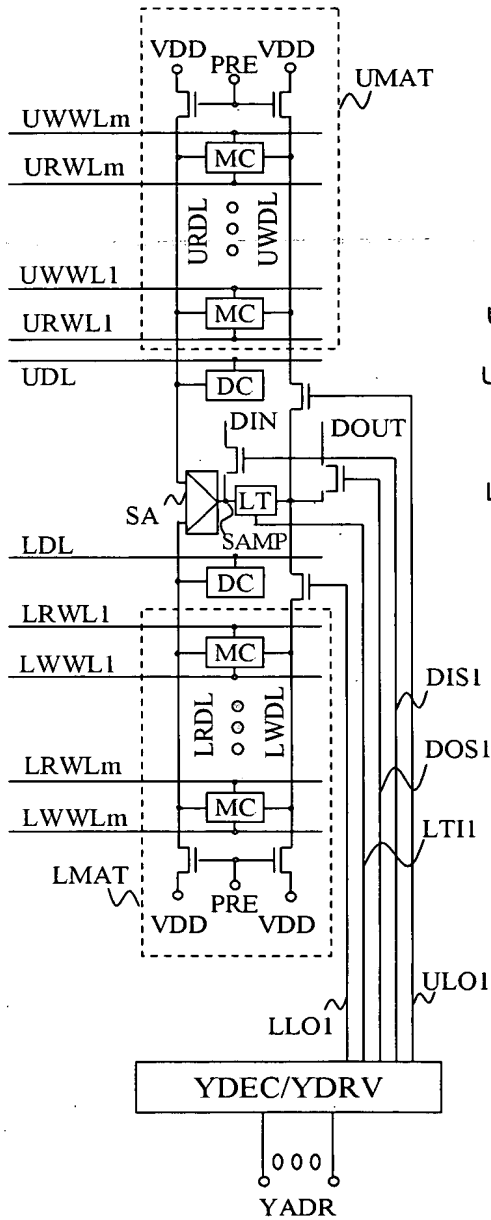 VDD VDD
PRE
UMAT
UWWLm
MC
URWLm
URDL
UWDL
UWWL1
MC
URWL1
UDL
DC
DIN
DOUT
SA
LT
SAMP
LDL
DC
LRWL1
MC
LWWL1
LRDL
LWDL
DIS1
LRWLm
DOS1
MC
LWWLm
LTI1
LMAT
PRE
VDD VDD
LLO1
ULO1
YDEC/YDRV
YADR